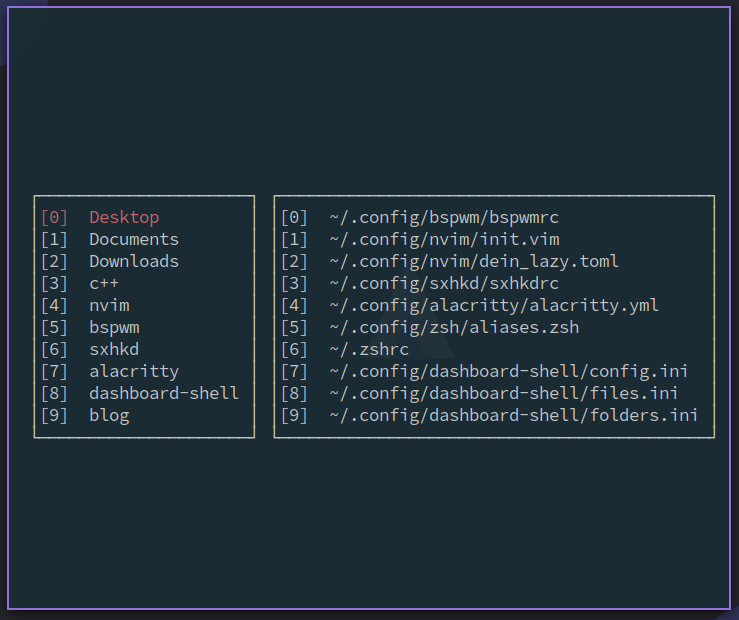 [0] Desktop
[1] Documents
[2] Downloads
[3] c++
[4] nvim
[5] bspwm
[6] sxhkd
[7] alacritty
[8] dashboard-shell
[9] blog
[0] ~/.config/bspwm/bspwmrc
[1] ~/.config/nvim/init.vim
[2] ~/.config/nvim/dein_lazy.toml
[3] ~/.config/sxhkd/sxhkdrc
[4] ~/.config/alacritty/alacritty.yml
[5] ~/.config/zsh/aliases.zsh
[6] ~/.zshrc
[7] ~/.config/dashboard-shell/config.ini
[8] ~/.config/dashboard-shell/files.ini
[9] ~/.config/dashboard-shell/folders.ini